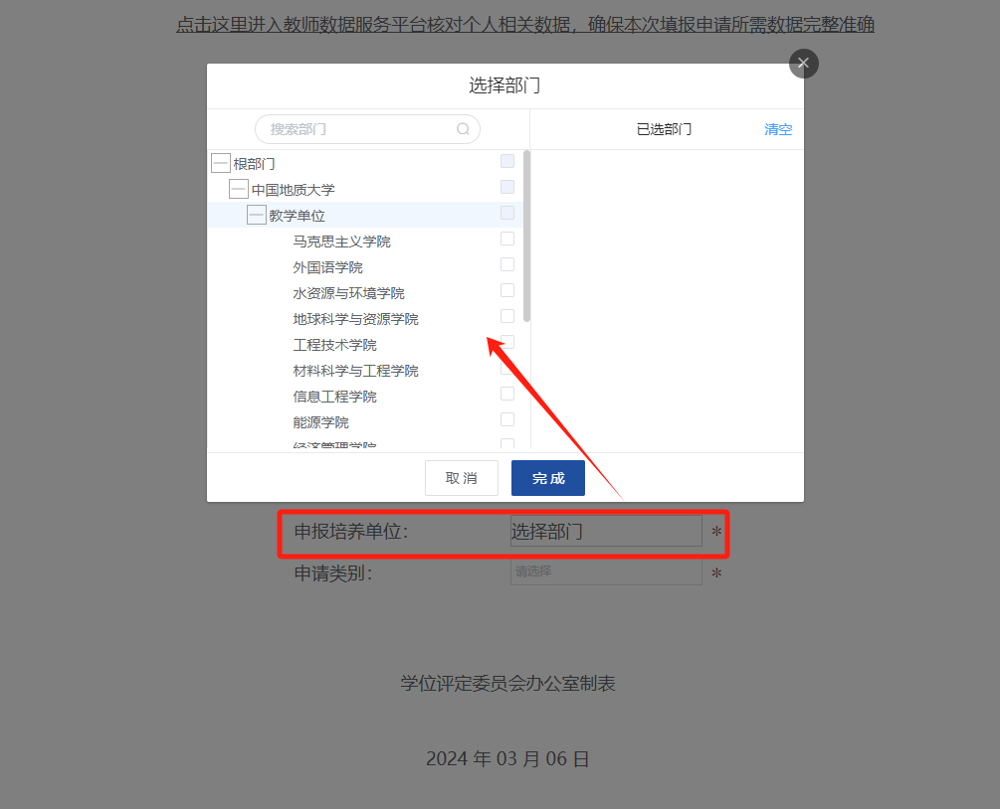 点击这里进入教师数据服务平台核对个人相关数据，确保本次填报申请所需数据完整准确
选择部门
搜索部门
已选部门
清空
根部门
中国地质大学
教学单位
马克思主义学院
外国语学院
水资源与环境学院
地球科学与资源学院
工程技术学院
材料科学与工程学院
信息工程学院
能源学院
经济管理学院
取消
完成
申报培养单位：
选择部门
*
申请类别：
请选择
*
学位评定委员会办公室制表
2024 年 03 月 06 日